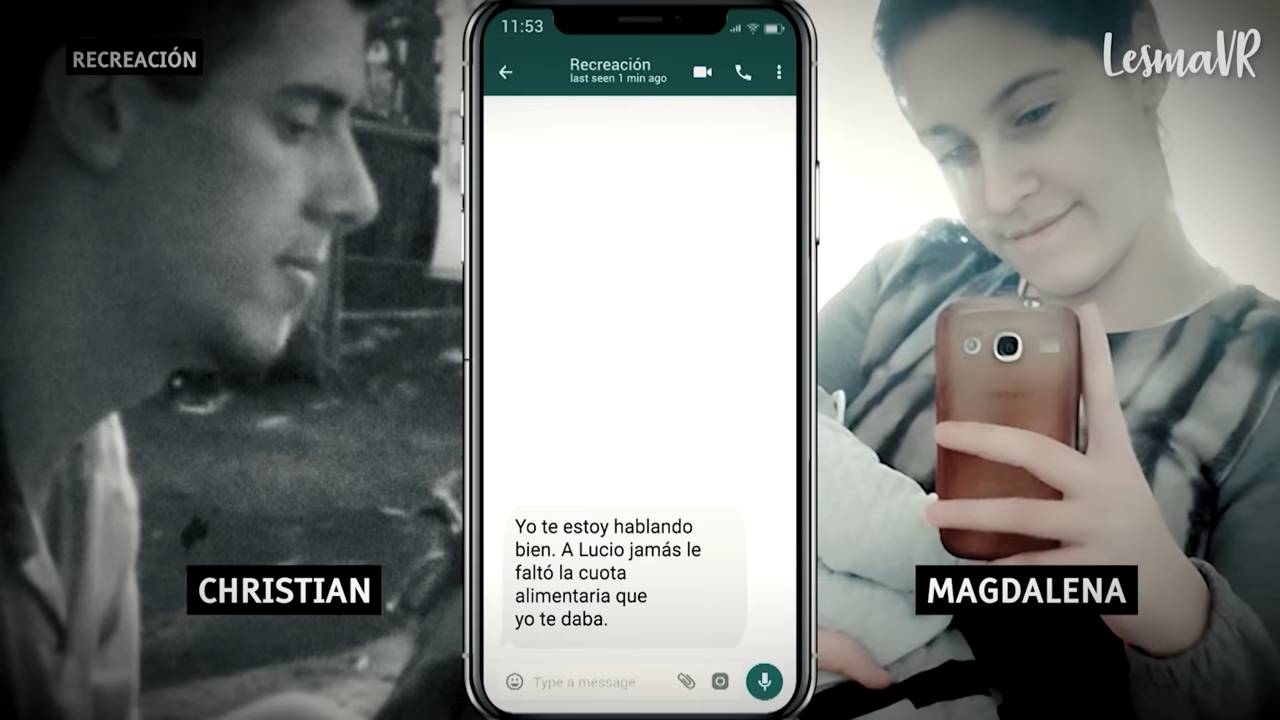 RECREACIÓN
LesmaVR
11:53
Recreación
last seen 1 min ago
Yo te estoy hablando
bien. A Lucio jamás le
faltó la cuota
alimentaria que
yo te daba.
Type a message
CHRISTIAN
MAGDALENA